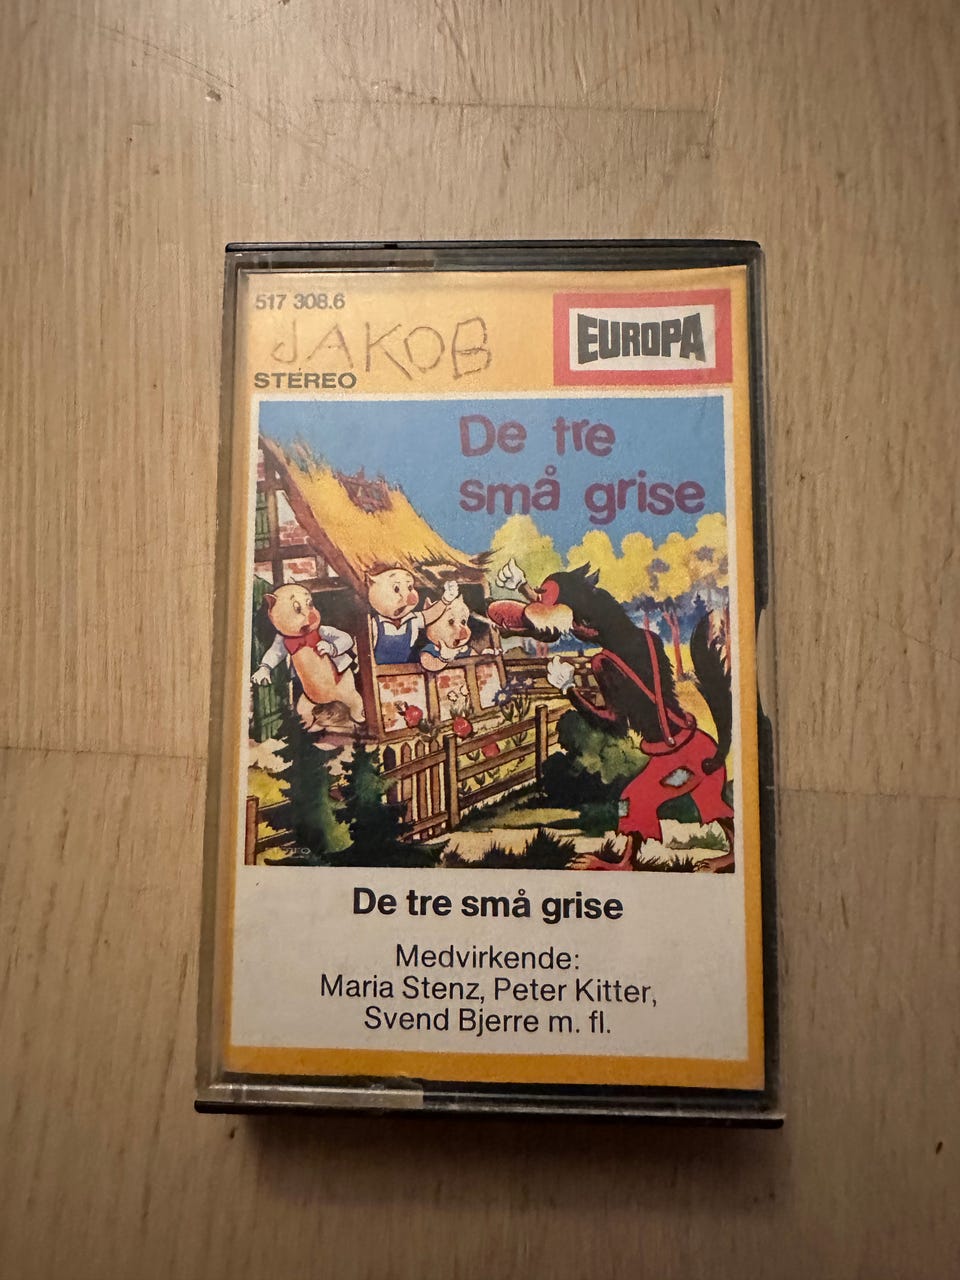 517 308.6
JAKOB
STEREO
EUROPA
De tre
små grise
De tre små grise
Medvirkende:
Maria Stenz, Peter Kitter,
Svend Bjerre m. fl.